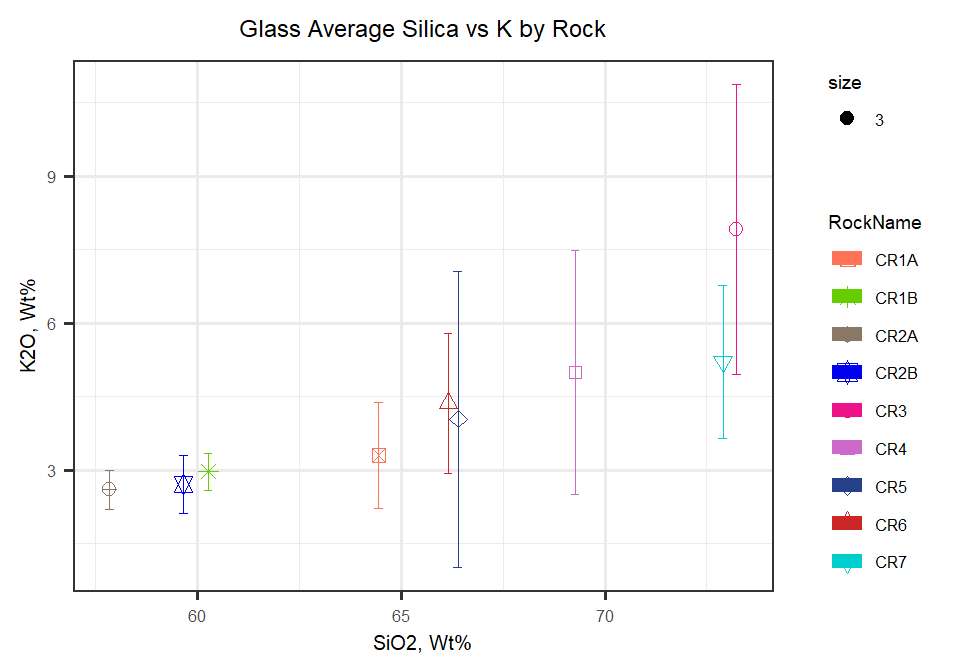 Glass Average Silica vs K by Rock
size
3
RockName
CR1A
CR1B
CR2A
CR2B
CR3
CR4
CR5
CR6
CR7
K2O, Wt%
9
6
3
60
65
70
SiO2, Wt%